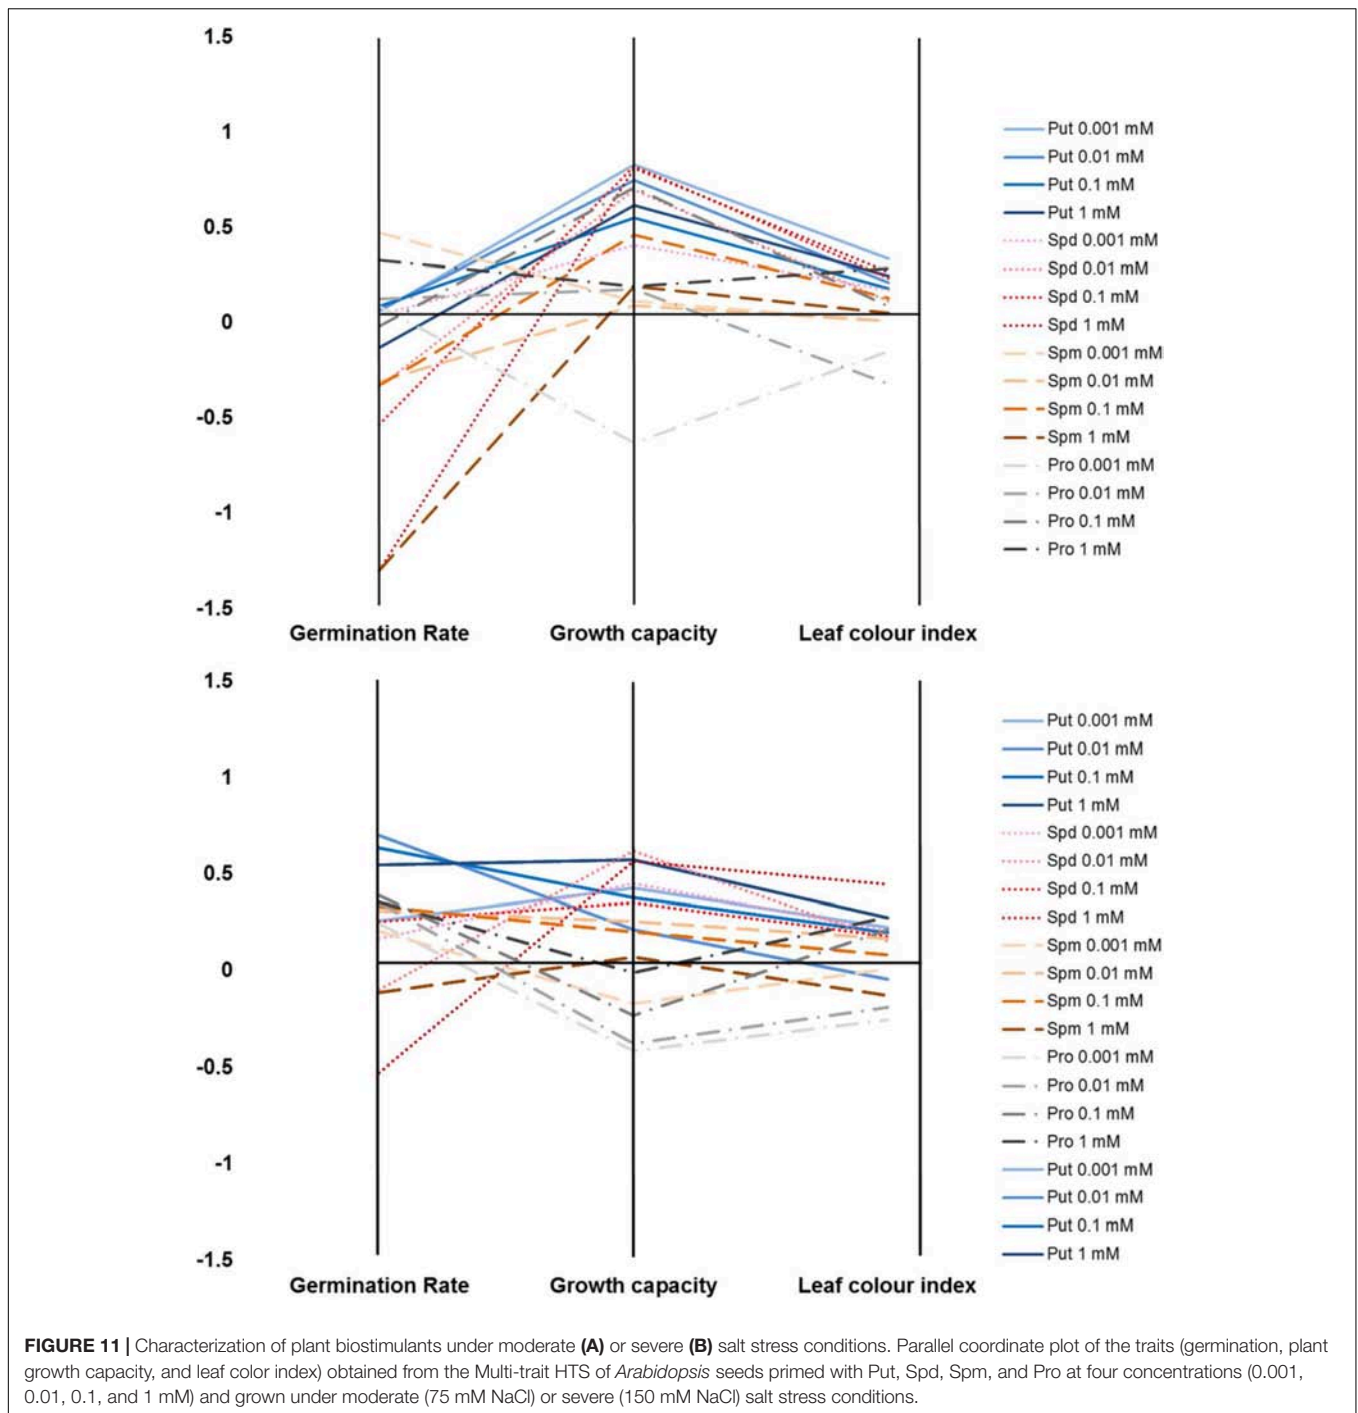 1.5
1
0.5
0
-0.5
-1
-1.5
Germination Rate
Growth capacity
Leaf colour index
Put 0.001 mM
Put 0.01 mM
Put 0.1 mM
Put 1 mM
Spd 0.001 mM
Spd 0.01 mM
Spd 0.1 mM
Spd 1 mM
Spm 0.001 mM
Spm 0.01 mM
Spm 0.1 mM
Spm 1 mM
Pro 0.001 mM
Pro 0.01 mM
Pro 0.1 mM
Pro 1 mM
1.5
1
0.5
0
-0.5
-1
-1.5
Germination Rate
Growth capacity
Leaf colour index
Put 0.001 mM
Put 0.01 mM
Put 0.1 mM
Put 1 mM
Spd 0.001 mM
Spd 0.01 mM
Spd 0.1 mM
Spd 1 mM
Spm 0.001 mM
Spm 0.01 mM
Spm 0.1 mM
Spm 1 mM
Pro 0.001 mM
Pro 0.01 mM
Pro 0.1 mM
Pro 1 mM
Put 0.001 mM
Put 0.01 mM
Put 0.1 mM
Put 1 mM
FIGURE 11 | Characterization of plant biostimulants under moderate (A) or severe (B) salt stress conditions. Parallel coordinate plot of the traits (germination, plant
growth capacity, and leaf color index) obtained from the Multi-trait HTS of Arabidopsis seeds primed with Put, Spd, Spm, and Pro at four concentrations (0.001,
0.01, 0.1, and 1 mM) and grown under moderate (75 mM NaCl) or severe (150 mM NaCl) salt stress conditions.